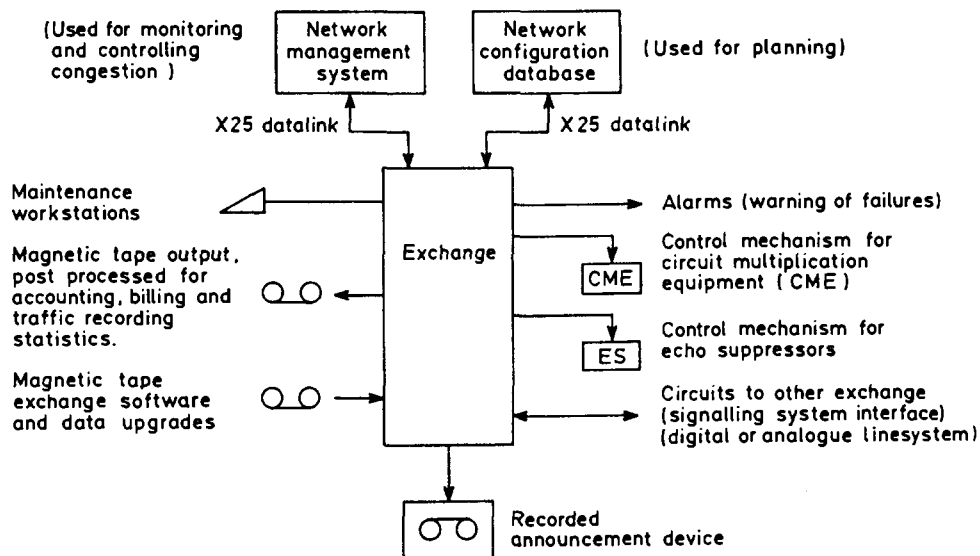 (Used for monitoring
and controlling
congestion )
Network
management
system
Network
configuration
database
(Used for planning)
X25 datalink
X25 datalink
Maintenance
workstations
Magnetic tape output,
post processed for
accounting, billing and
traffic recording
statistics.
Magnetic tape
exchange software
and data upgrades
Exchange
Alarms (warning of failures)
CME
Control mechanism for
circuit multiplication
equipment (CME)
ES
Control mechanism for
echo suppressors
Circuits to other exchange
(signalling system interface)
(digital or analogue linesystem)
Recorded
announcement device